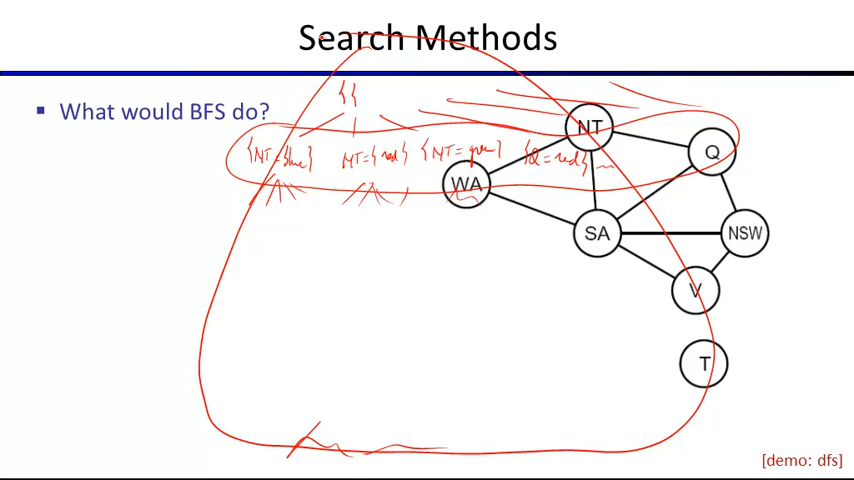 Search Methods
What would BFS do?
{ {
{NT=blue} NT={red} {NT=green} {Q=red} ...
NT
Q
WA
SA
NSW
V
T
[demo: dfs]